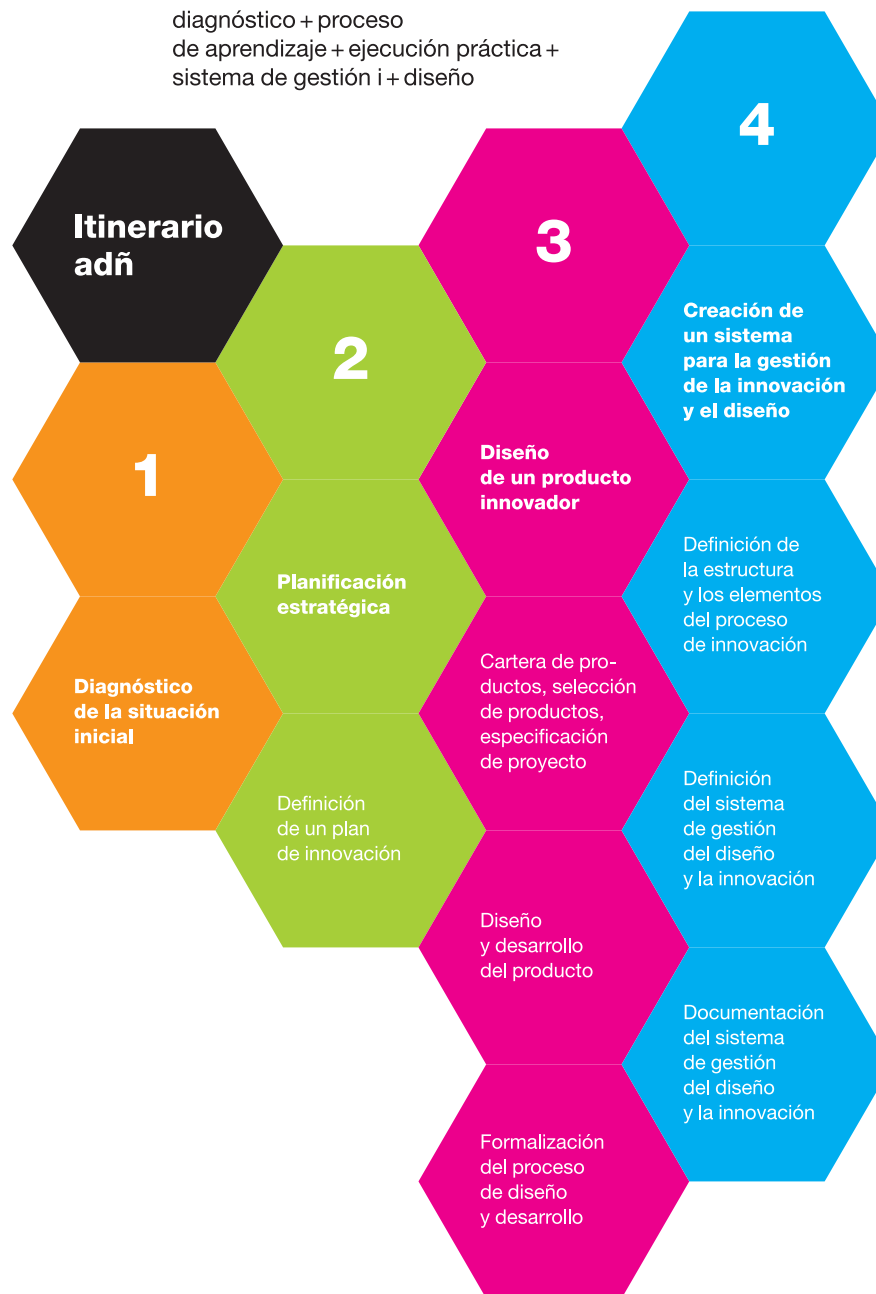 diagnóstico + proceso
de aprendizaje + ejecución práctica +
sistema de gestión i + diseño
Itinerario
adñ
1
Diagnóstico
de la situación
inicial
2
Planificación
estratégica
Definición
de un plan
de innovación
3
Diseño
de un producto
innovador
Cartera de pro-
ductos, selección
de productos,
especificación
de proyecto
Diseño
y desarrollo
del producto
Formalización
del proceso
de diseño
y desarrollo
4
Creación de
un sistema
para la gestión
de la innovación
y el diseño
Definición de
la estructura
y los elementos
del proceso
de innovación
Definición
del sistema
de gestión
del diseño
y la innovación
Documentación
del sistema
de gestión
del diseño
y la innovación